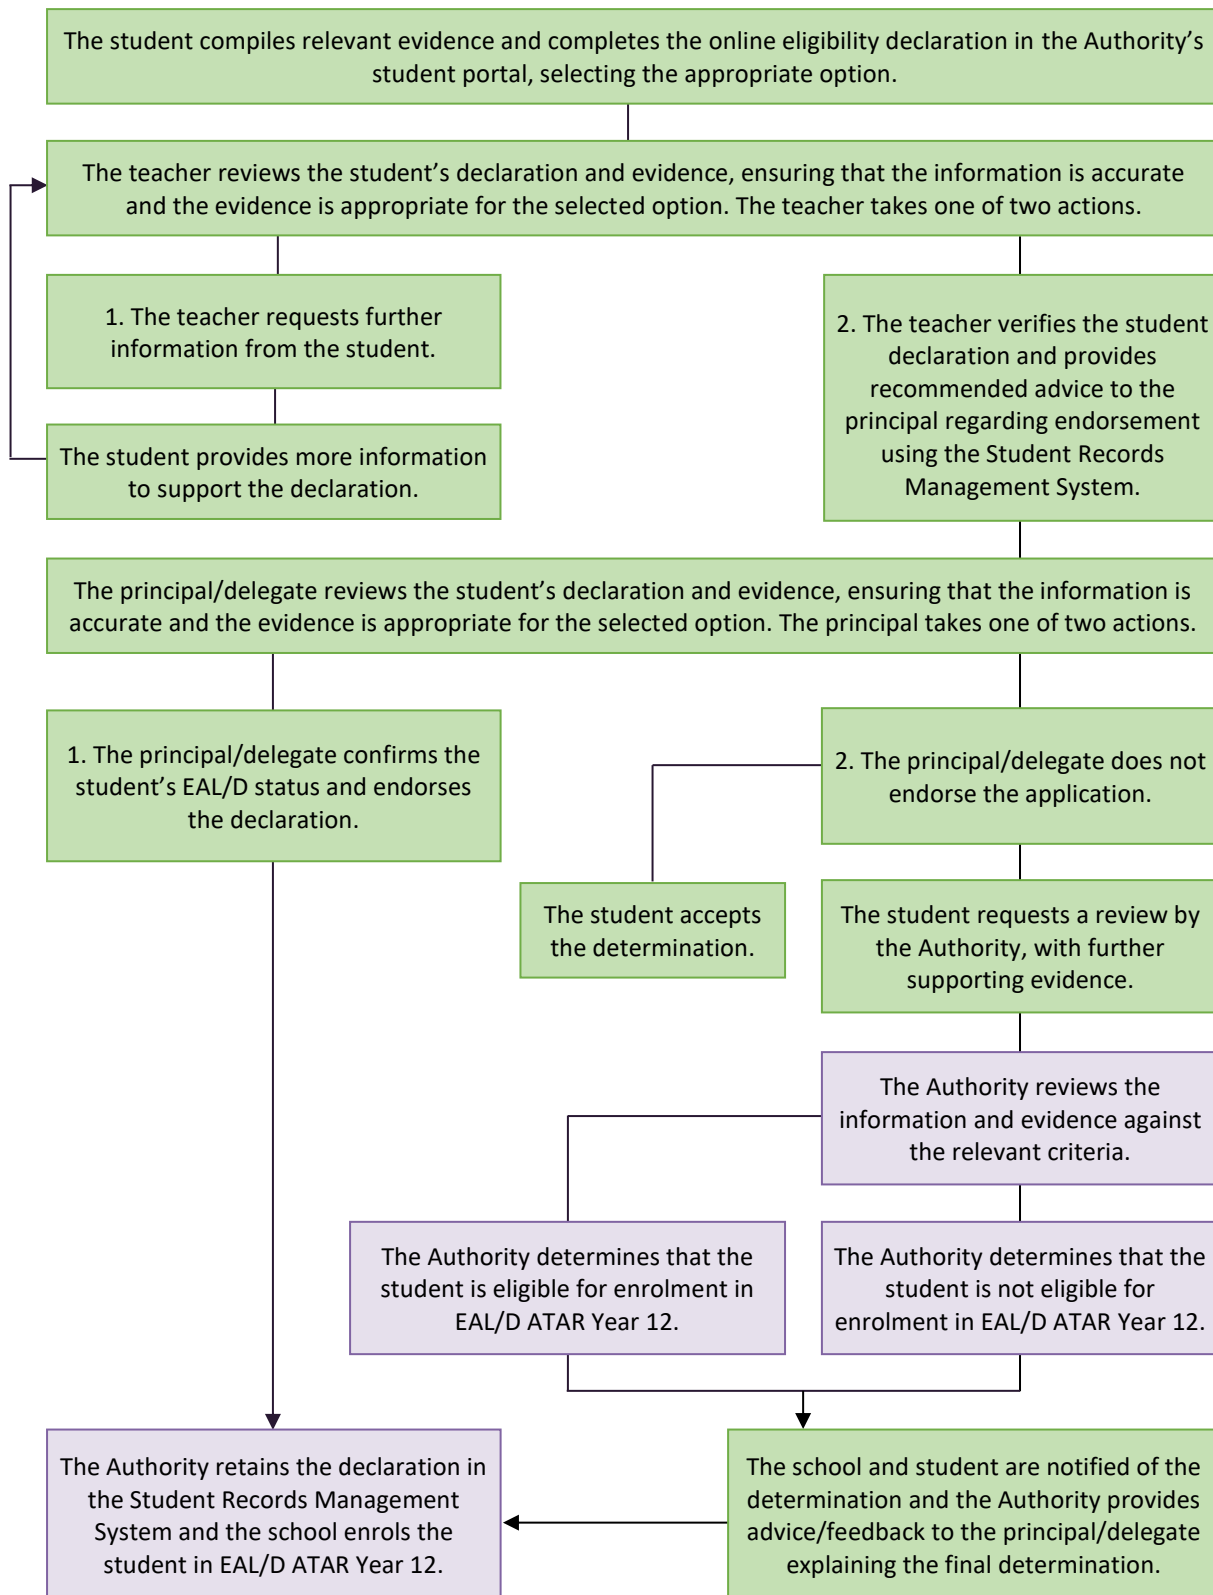 The student compiles relevant evidence and completes the online eligibility declaration in the Authority’s
student portal, selecting the appropriate option.
The teacher reviews the student’s declaration and evidence, ensuring that the information is accurate
and the evidence is appropriate for the selected option. The teacher takes one of two actions.
1. The teacher requests further
information from the student.
The student provides more information
to support the declaration.
2. The teacher verifies the student
declaration and provides
recommended advice to the
principal regarding endorsement
using the Student Records
Management System.
The principal/delegate reviews the student’s declaration and evidence, ensuring that the information is
accurate and the evidence is appropriate for the selected option. The principal takes one of two actions.
1. The principal/delegate confirms the
student’s EAL/D status and endorses
the declaration.
2. The principal/delegate does not
endorse the application.
The student accepts
the determination.
The student requests a review by
the Authority, with further
supporting evidence.
The Authority reviews the
information and evidence against
the relevant criteria.
The Authority determines that the
student is eligible for enrolment in
EAL/D ATAR Year 12.
The Authority determines that the
student is not eligible for
enrolment in EAL/D ATAR Year 12.
The Authority retains the declaration in
the Student Records Management
System and the school enrols the
student in EAL/D ATAR Year 12.
The school and student are notified of the
determination and the Authority provides
advice/feedback to the principal/delegate
explaining the final determination.